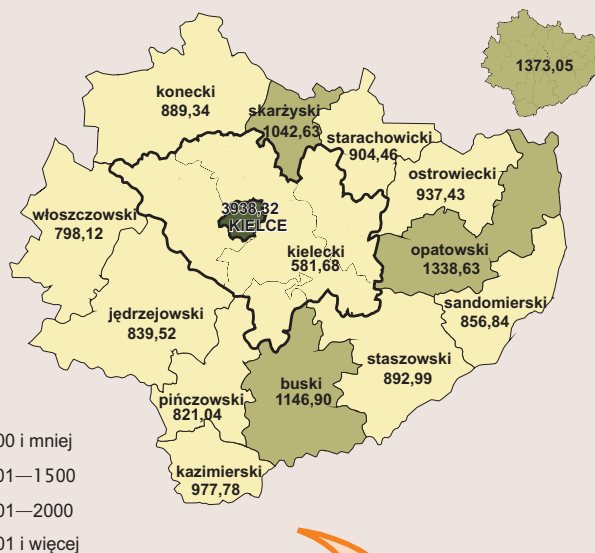 1373,05
konecki
889,34
skarżyski
1042,63
starachowicki
904,46
ostrowiecki
937,43
włoszczowski
798,12
3938,32
KIELCE
kielecki
581,68
opatowski
1338,63
sandomierski
856,84
jędrzejowski
839,52
staszowski
892,99
buski
1146,90
pińczowski
821,04
kazimierski
977,78
00 i mniej
01—1500
01—2000
01 i więcej